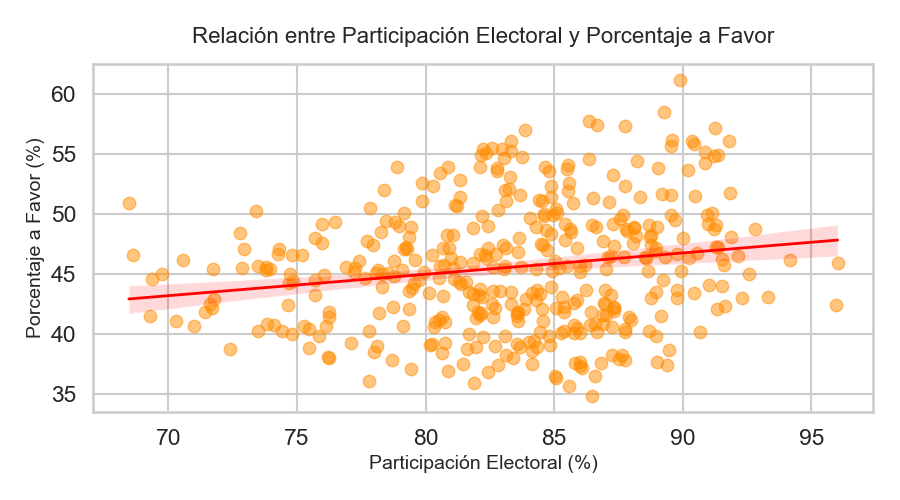 Relación entre Participación Electoral y Porcentaje a Favor
Porcentaje a Favor (%)
60
55
50
45
40
35
70 75 80 85 90 95
Participación Electoral (%)